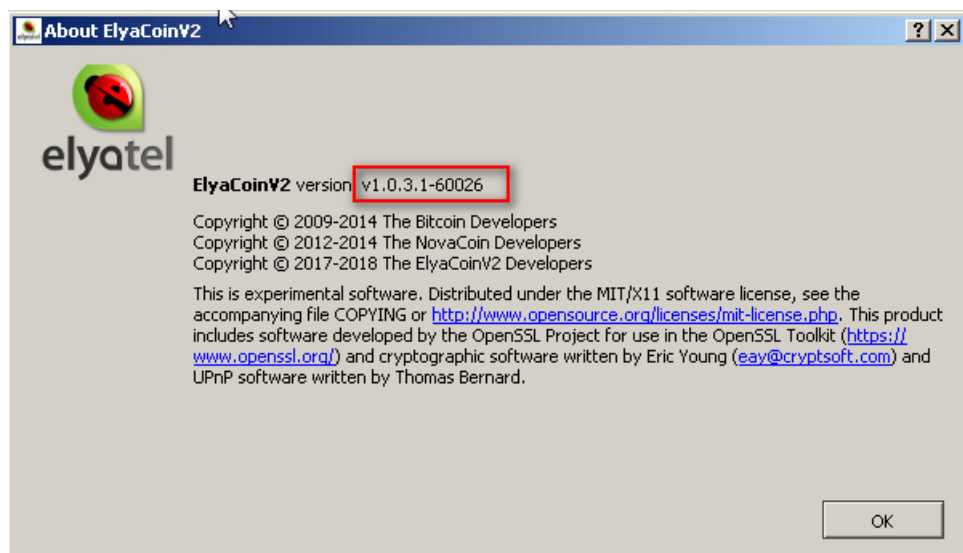 About ElyaCoinV2
elyatel
ElyaCoinV2 version v1.0.3.1-60026
Copyright © 2009-2014 The Bitcoin Developers
Copyright © 2012-2014 The NovaCoin Developers
Copyright © 2017-2018 The ElyaCoinV2 Developers
This is experimental software. Distributed under the MIT/X11 software license, see the
accompanying file COPYING or http://www.opensource.org/licenses/mit-license.php. This product
includes software developed by the OpenSSL Project for use in the OpenSSL Toolkit (https://
www.openssl.org/) and cryptographic software written by Eric Young (eay@cryptsoft.com) and
UPnP software written by Thomas Bernard.
OK